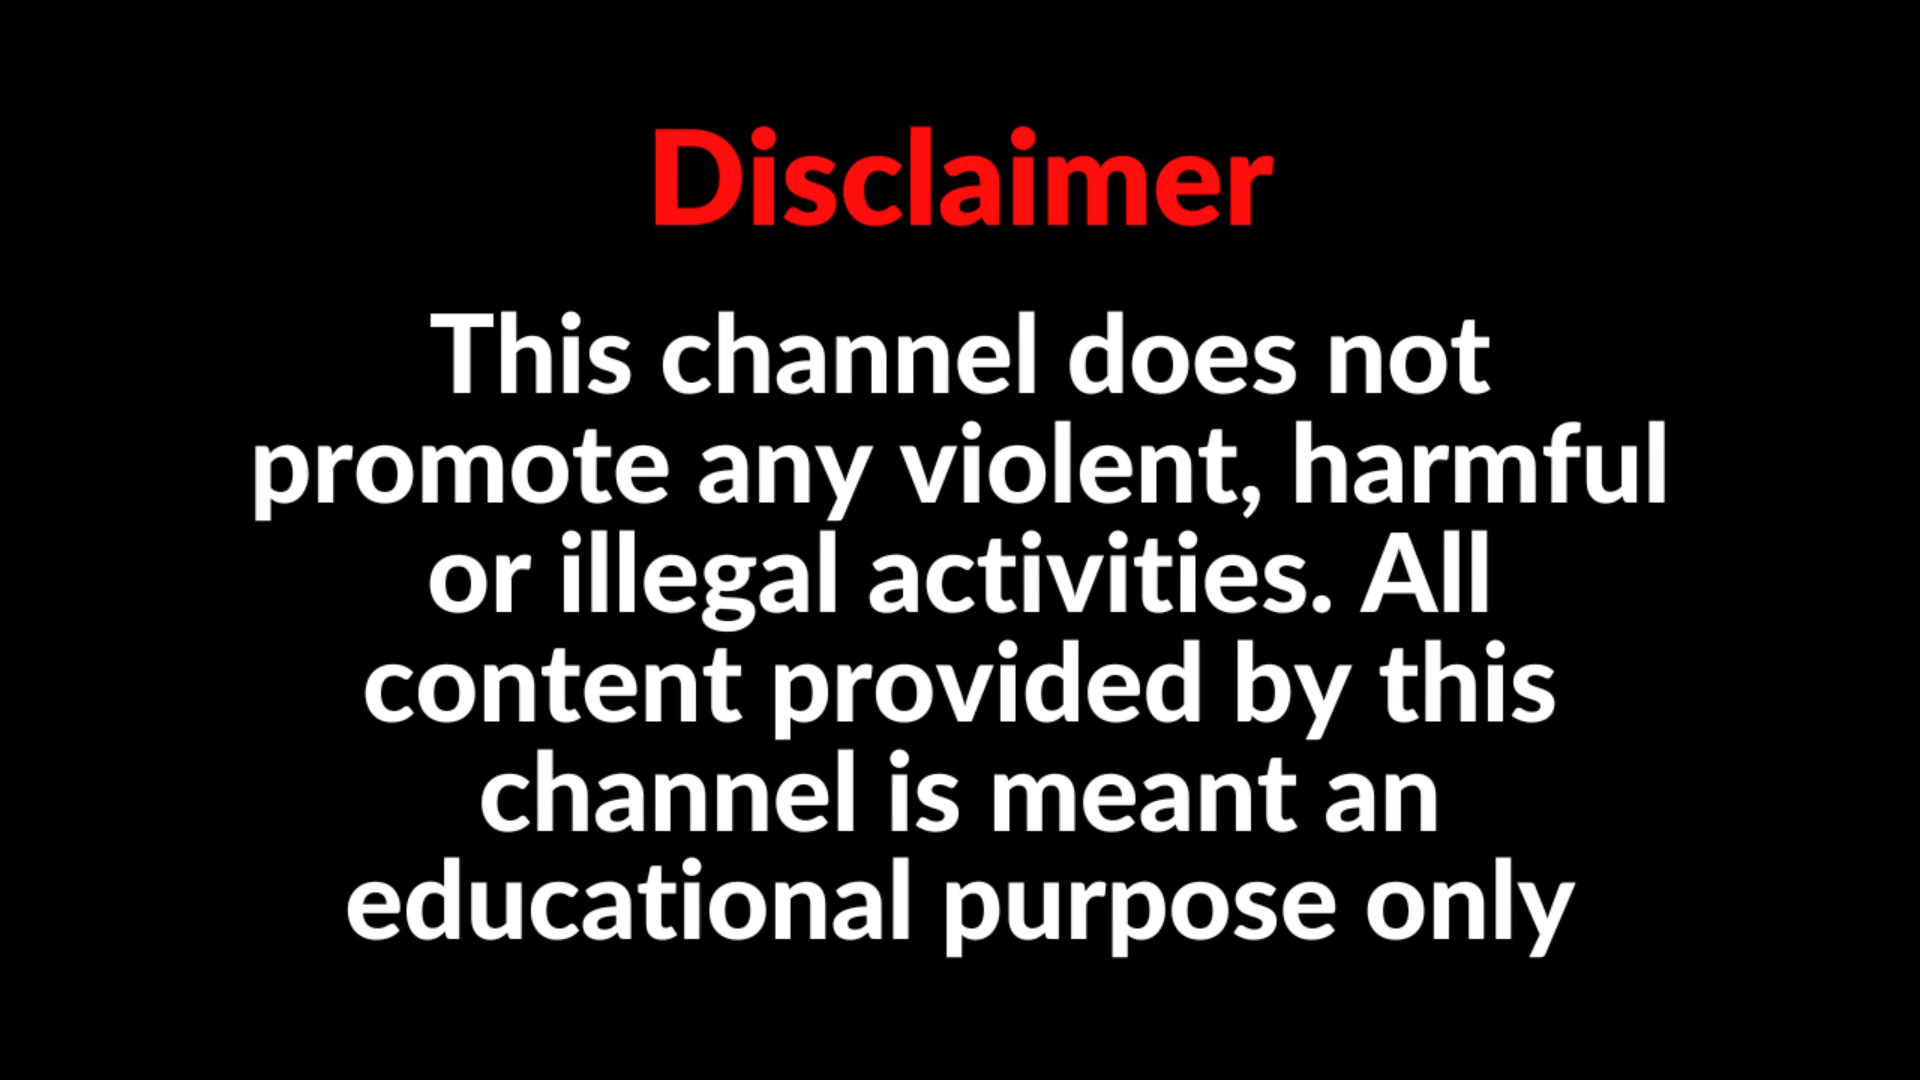 Disclaimer
This channel does not
promote any violent, harmful
or illegal activities. All
content provided by this
channel is meant an
educational purpose only